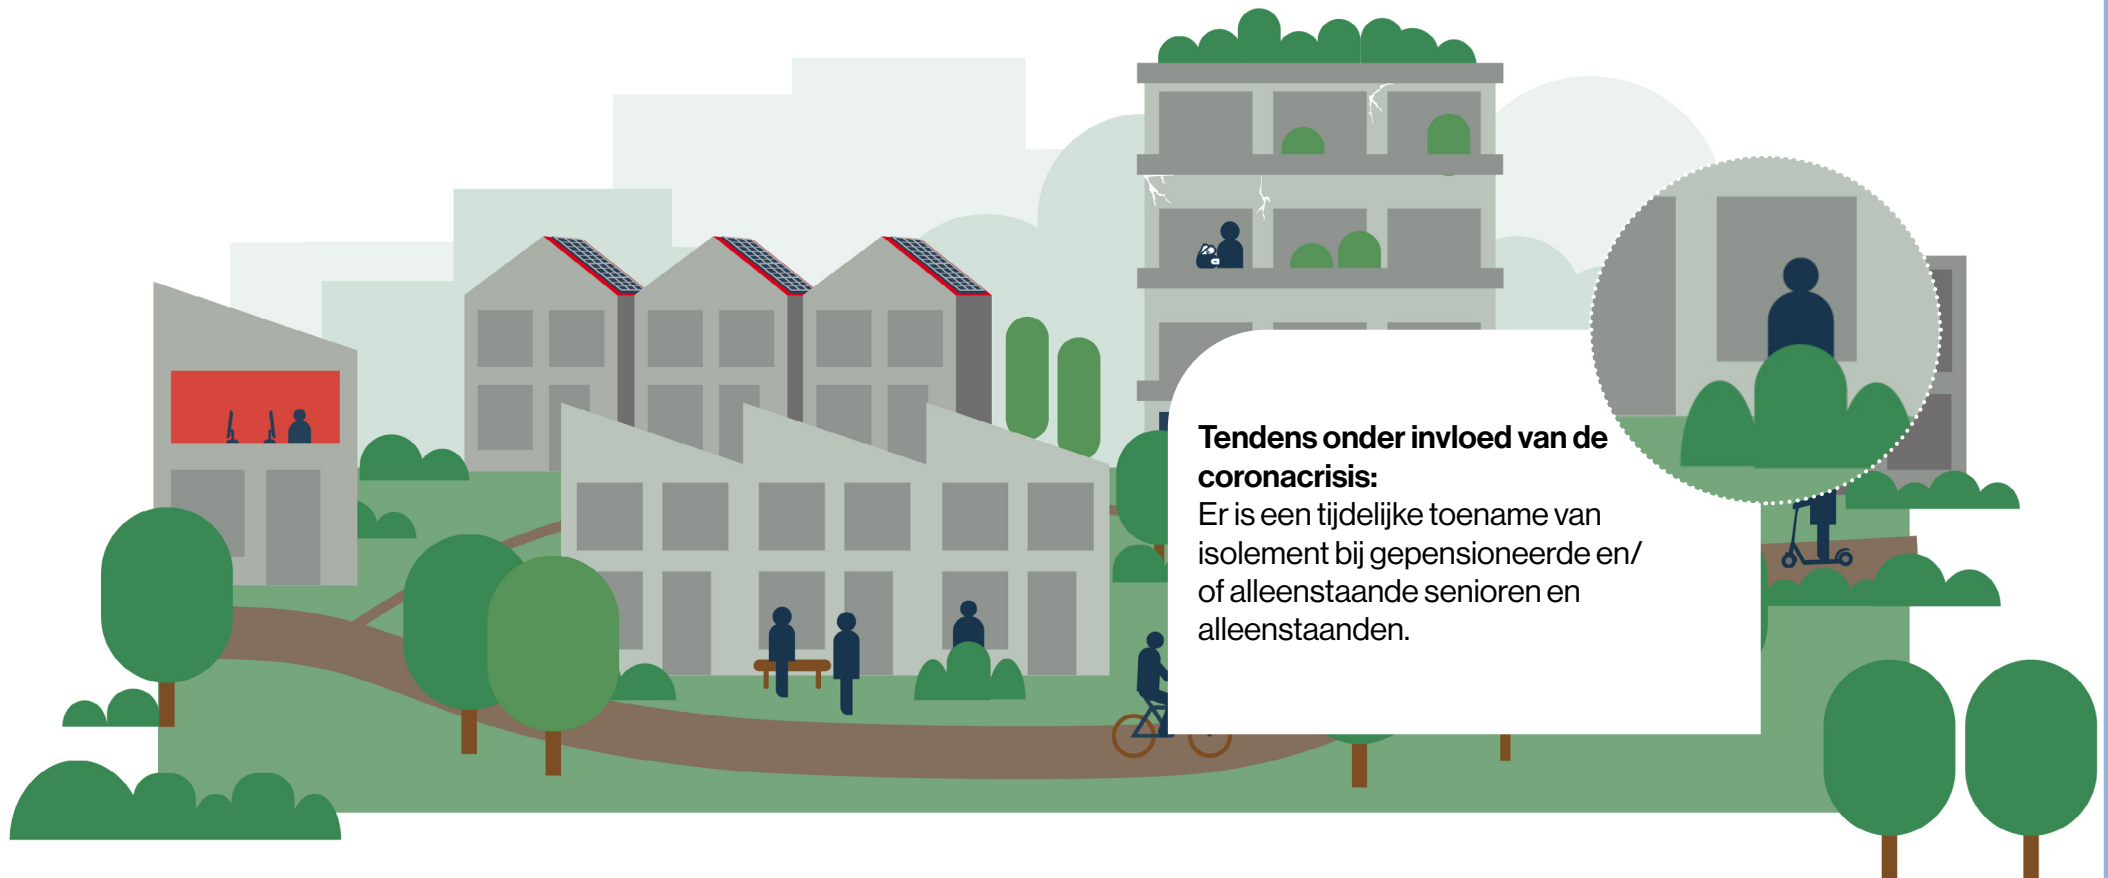 Tendens onder invloed van de
coronacrisis:
Er is een tijdelijke toename van
isolement bij gepensioneerde en/
of alleenstaande senioren en
alleenstaanden.